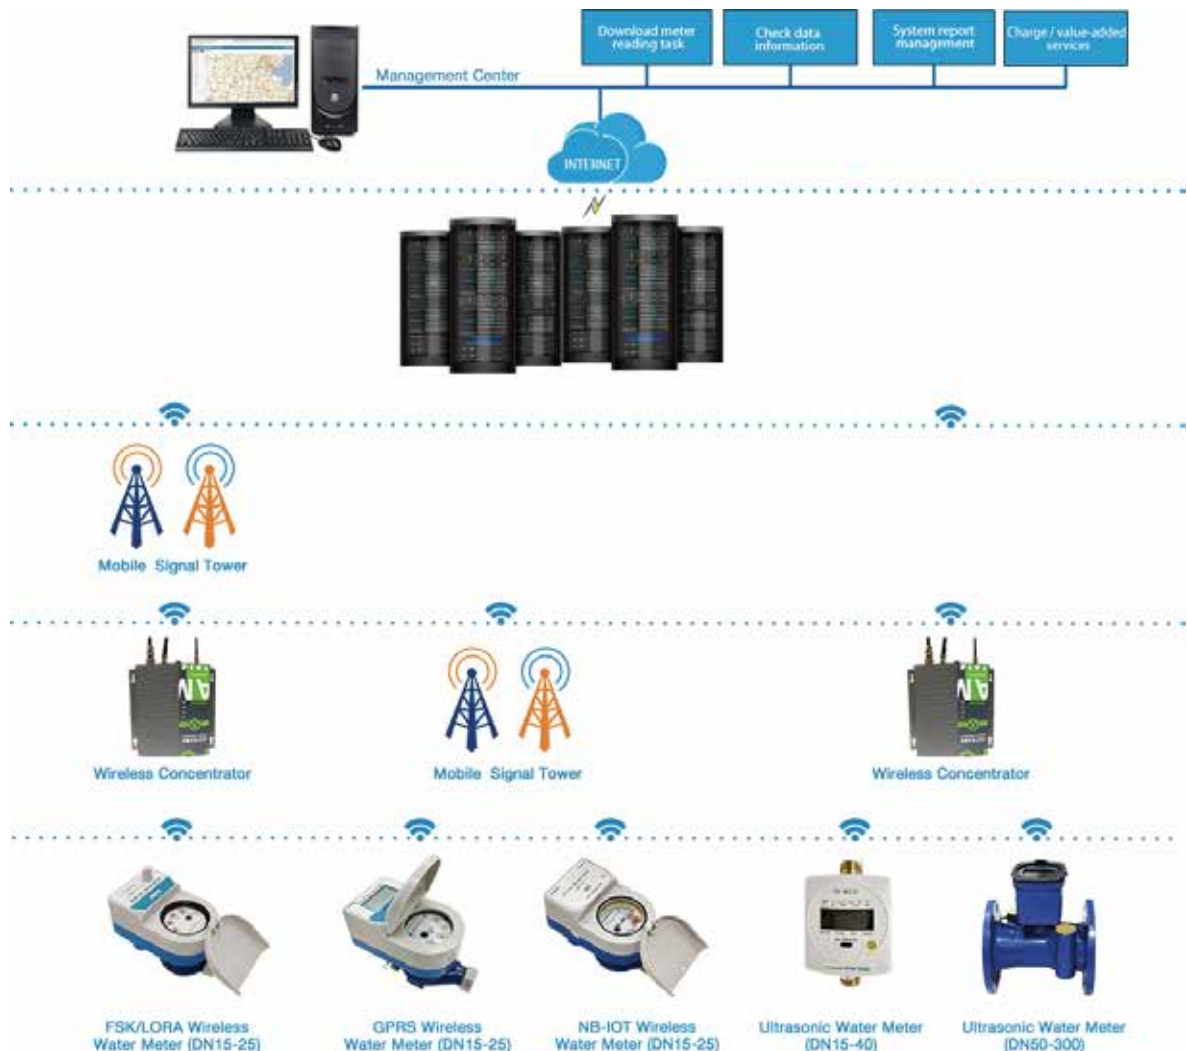 Download meter
reading task
Check data
information
System report
management
Charge / value-added
services
Management Center
INTERNET
Mobile Signal Tower
Wireless Concentrator
Mobile Signal Tower
Wireless Concentrator
FSK/LORA Wireless
Water Meter (DN15-25)
GPRS Wireless
Water Meter (DN15-25)
NB-IOT Wireless
Water Meter (DN15-25)
Ultrasonic Water Meter
(DN15-40)
Ultrasonic Water Meter
(DN50-300)